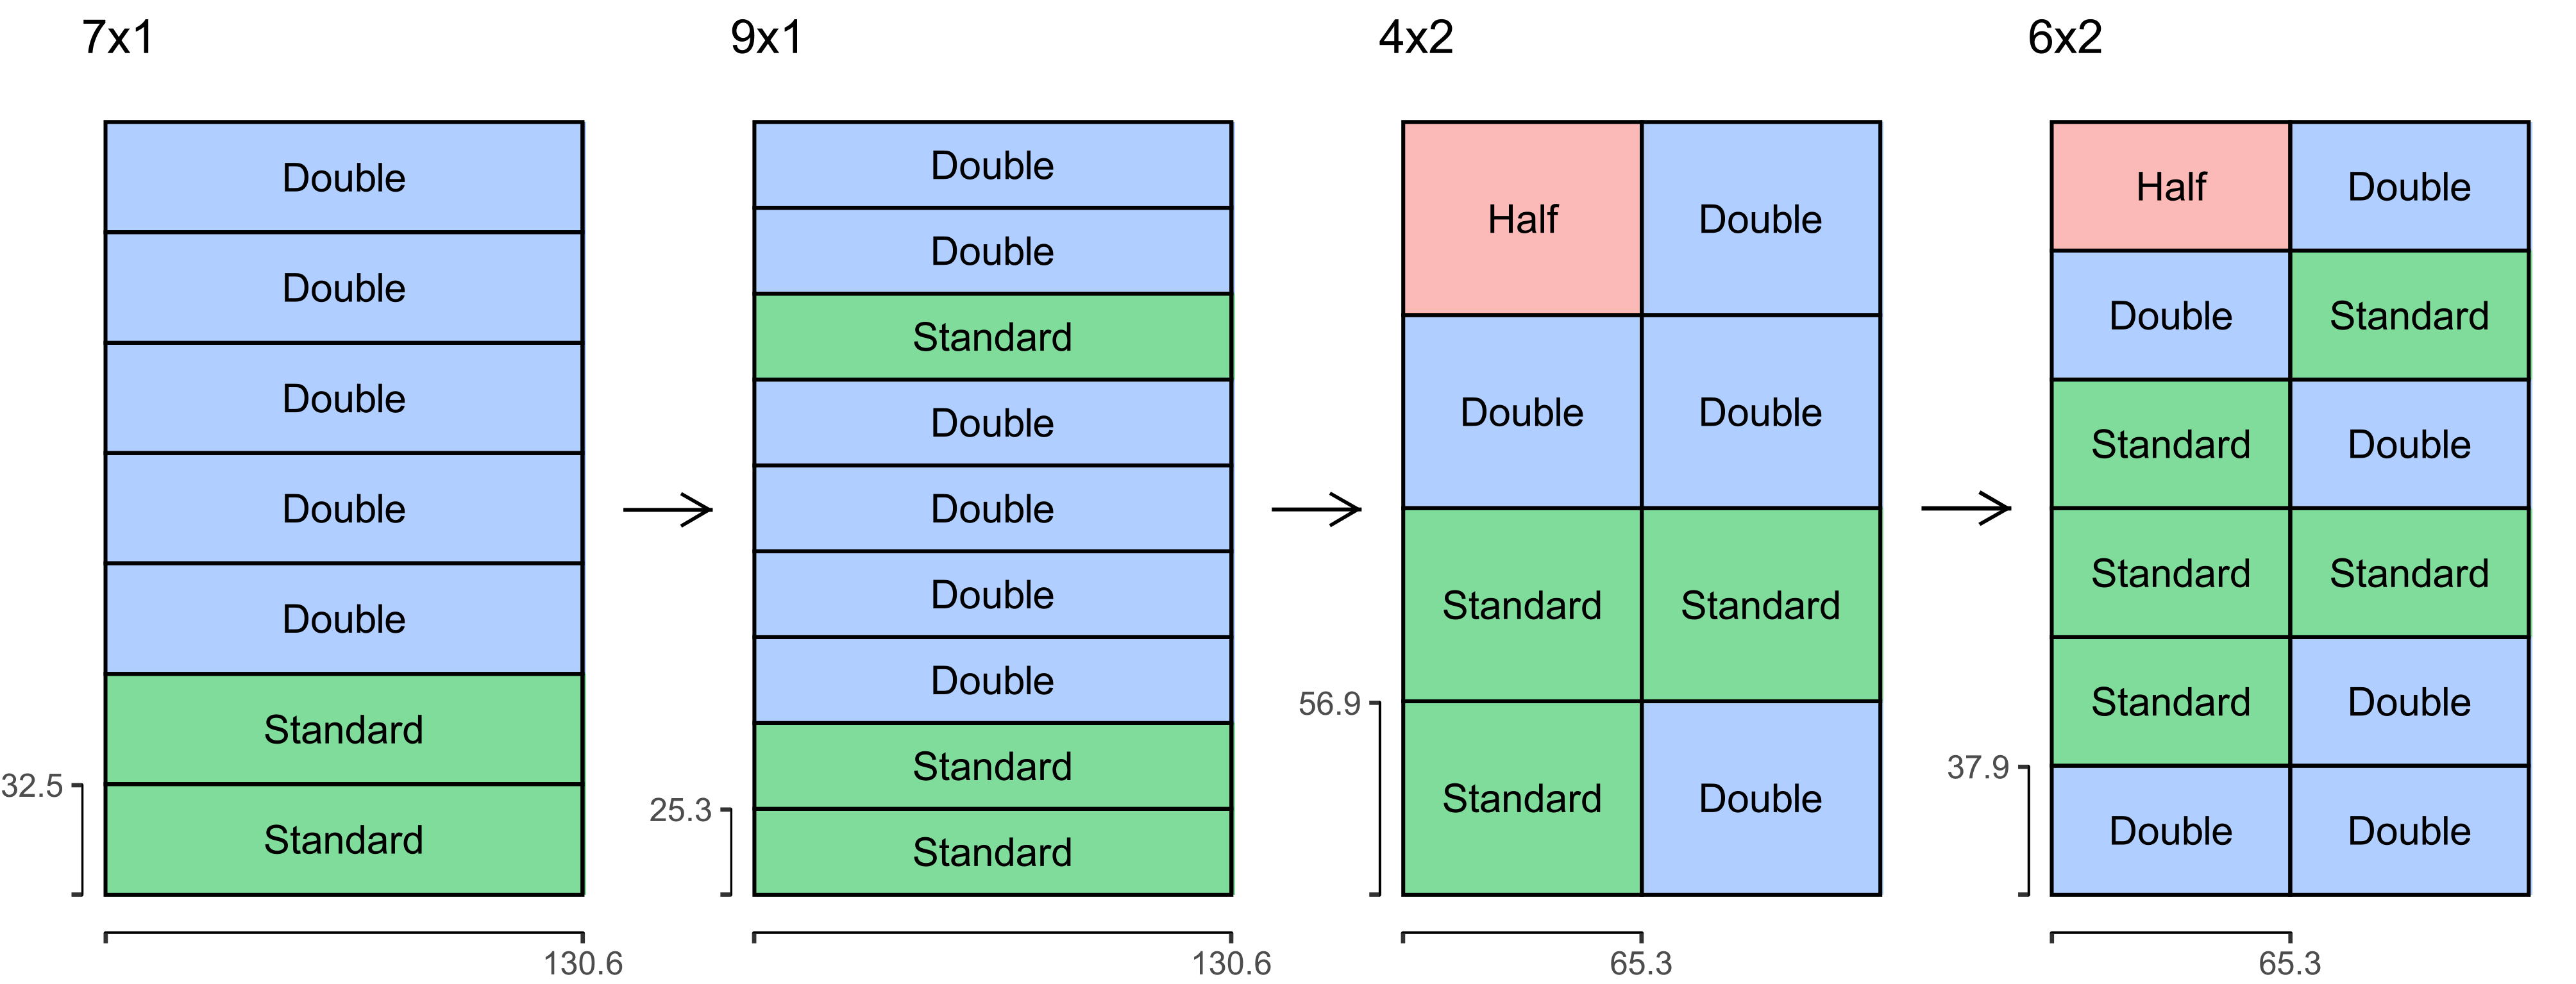 7x1
Double
Double
Double
Double
Double
Standard
Standard
32.5
130.6
9x1
Double
Double
Standard
Double
Double
Double
Double
Standard
Standard
25.3
130.6
4x2
Half Double
Double Double
Standard Standard
Standard Double
56.9
65.3
6x2
Half Double
Double Standard
Standard Double
Standard Standard
Standard Double
Double Double
37.9
65.3